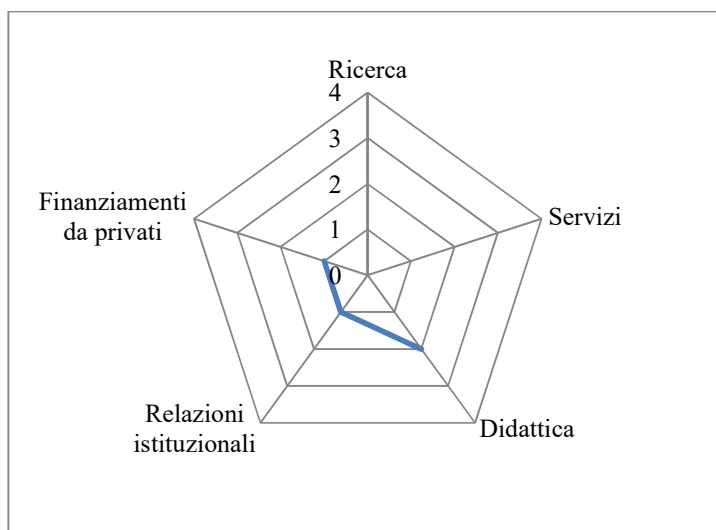 Ricerca
4
3
2
1
0
Servizi
Didattica
Relazioni
istituzionali
Finanziamenti
da privati